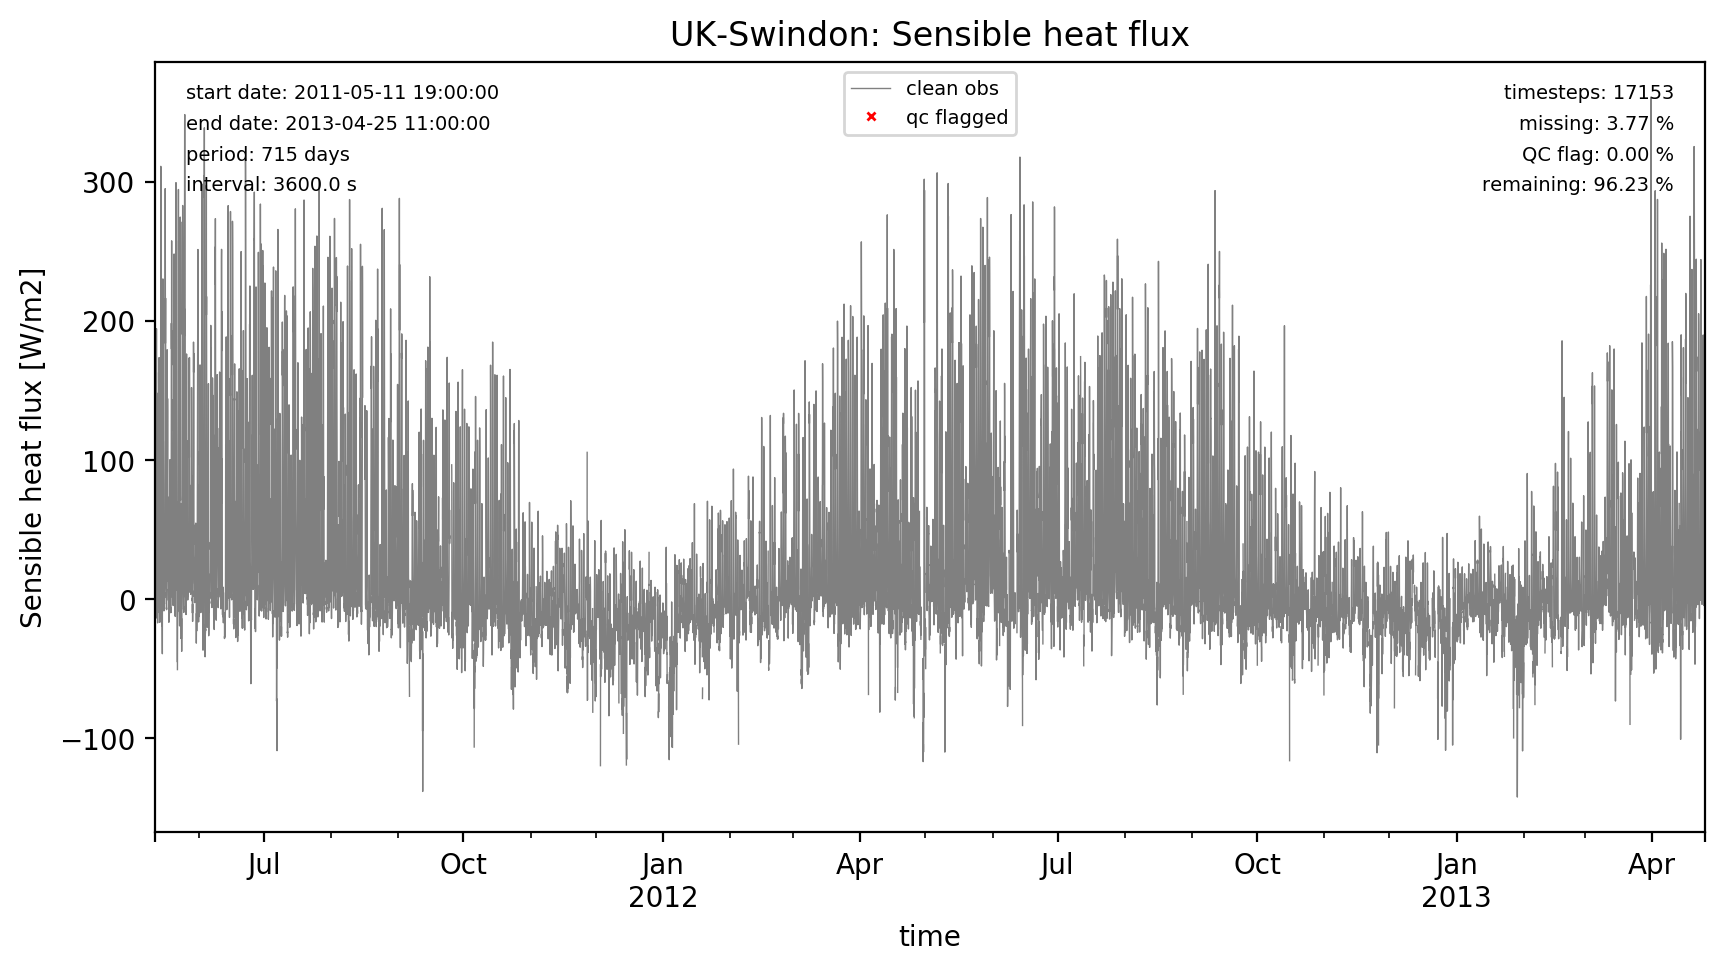 UK-Swindon: Sensible heat flux
start date: 2011-05-11 19:00:00
end date: 2013-04-25 11:00:00
period: 715 days
interval: 3600.0 s
clean obs
qc flagged
timesteps: 17153
missing: 3.77 %
QC flag: 0.00 %
remaining: 96.23 %
Sensible heat flux [W/m2]
300
200
100
0
−100
Jul
Oct
Jan
2012
Apr
Jul
Oct
Jan
2013
Apr
time